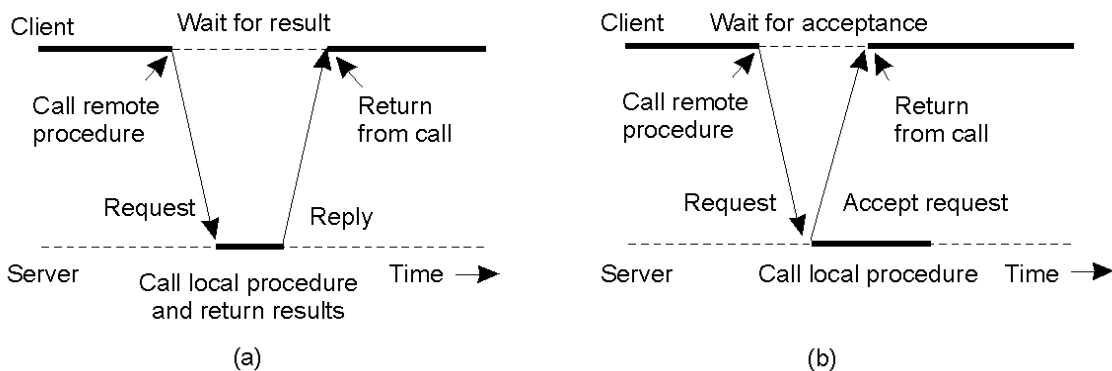 Client
Wait for result
Call remote
procedure
Return
from call
Request
Reply
Server
Call local procedure
and return results
Time
(a)
Client
Wait for acceptance
Call remote
procedure
Return
from call
Request
Accept request
Server
Call local procedure
Time
(b)